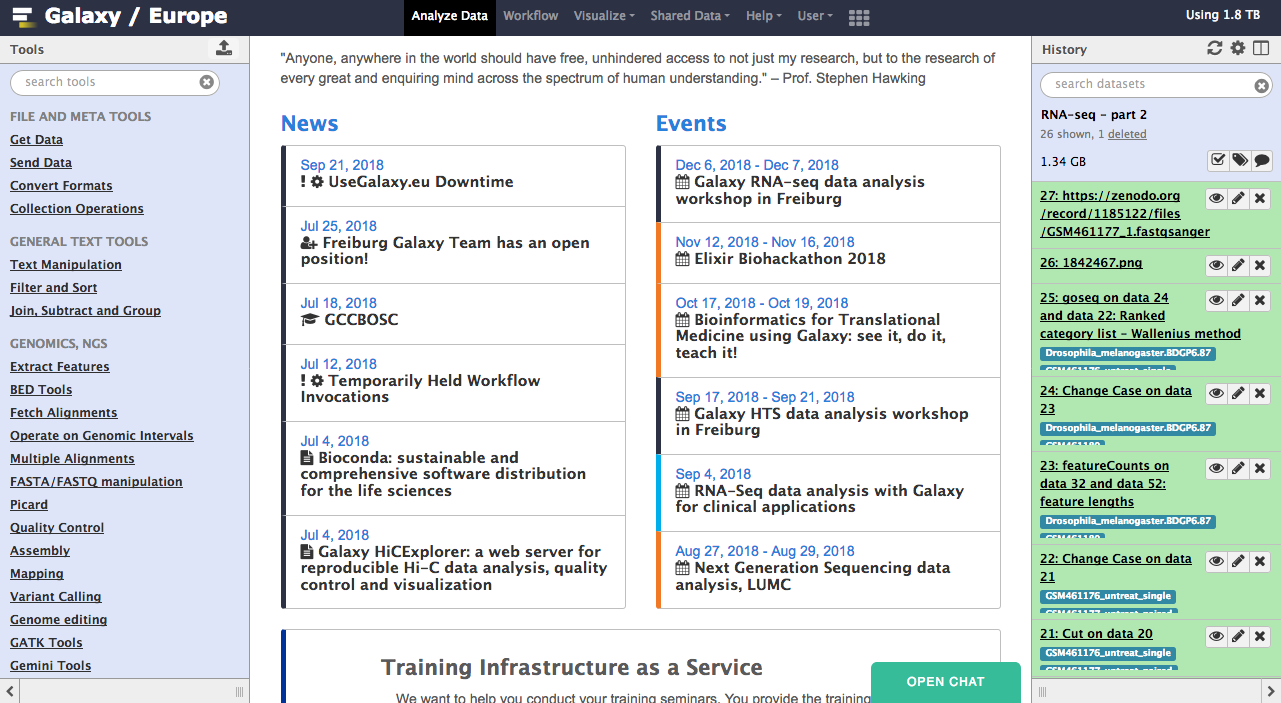 Galaxy / Europe
Analyze Data Workflow Visualize Shared Data Help User
Using 1.8 TB
Tools
search tools
FILE AND META TOOLS
Get Data
Send Data
Convert Formats
Collection Operations
GENERAL TEXT TOOLS
Text Manipulation
Filter and Sort
Join, Subtract and Group
GENOMICS, NGS
Extract Features
BED Tools
Fetch Alignments
Operate on Genomic Intervals
Multiple Alignments
FASTA/FASTQ manipulation
Picard
Quality Control
Assembly
Mapping
Variant Calling
Genome editing
GATK Tools
Gemini Tools
"Anyone, anywhere in the world should have free, unhindered access to not just my research, but to the research of
every great and enquiring mind across the spectrum of human understanding." – Prof. Stephen Hawking
News
Sep 21, 2018
UseGalaxy.eu Downtime
Jul 25, 2018
Freiburg Galaxy Team has an open
position!
Jul 18, 2018
GCCBOSC
Jul 12, 2018
Temporarily Held Workflow
Invocations
Jul 4, 2018
Bioconda: sustainable and
comprehensive software distribution
for the life sciences
Jul 4, 2018
Galaxy HiCExplorer: a web server for
reproducible Hi-C data analysis, quality
control and visualization
Events
Dec 6, 2018 - Dec 7, 2018
Galaxy RNA-seq data analysis
workshop in Freiburg
Nov 12, 2018 - Nov 16, 2018
Elixir Biohackathon 2018
Oct 17, 2018 - Oct 19, 2018
Bioinformatics for Translational
Medicine using Galaxy: see it, do it,
teach it!
Sep 17, 2018 - Sep 21, 2018
Galaxy HTS data analysis workshop
in Freiburg
Sep 4, 2018
RNA-Seq data analysis with Galaxy
for clinical applications
Aug 27, 2018 - Aug 29, 2018
Next Generation Sequencing data
analysis, LUMC
Training Infrastructure as a Service
We want to help you conduct your training seminars. You provide the training
OPEN CHAT
History
search datasets
RNA-seq - part 2
26 shown, 1 deleted
1.34 GB
27: https://zenodo.org
/record/1185122/files
/GSM461177_1.fastqsanger
26: 1842467.png
25: goseq on data 24
and data 22: Ranked
category list - Wallenius method
Drosophila_melanogaster.BDGP6.87
GSM461176_untreat_single
24: Change Case on data
23
Drosophila_melanogaster.BDGP6.87
GSM461180
23: featureCounts on
data 32 and data 52:
feature lengths
Drosophila_melanogaster.BDGP6.87
GSM461180
22: Change Case on data
21
GSM461176_untreat_single
GSM461177_untreat_paired
21: Cut on data 20
GSM461176_untreat_single
GSM461177_untreat_paired